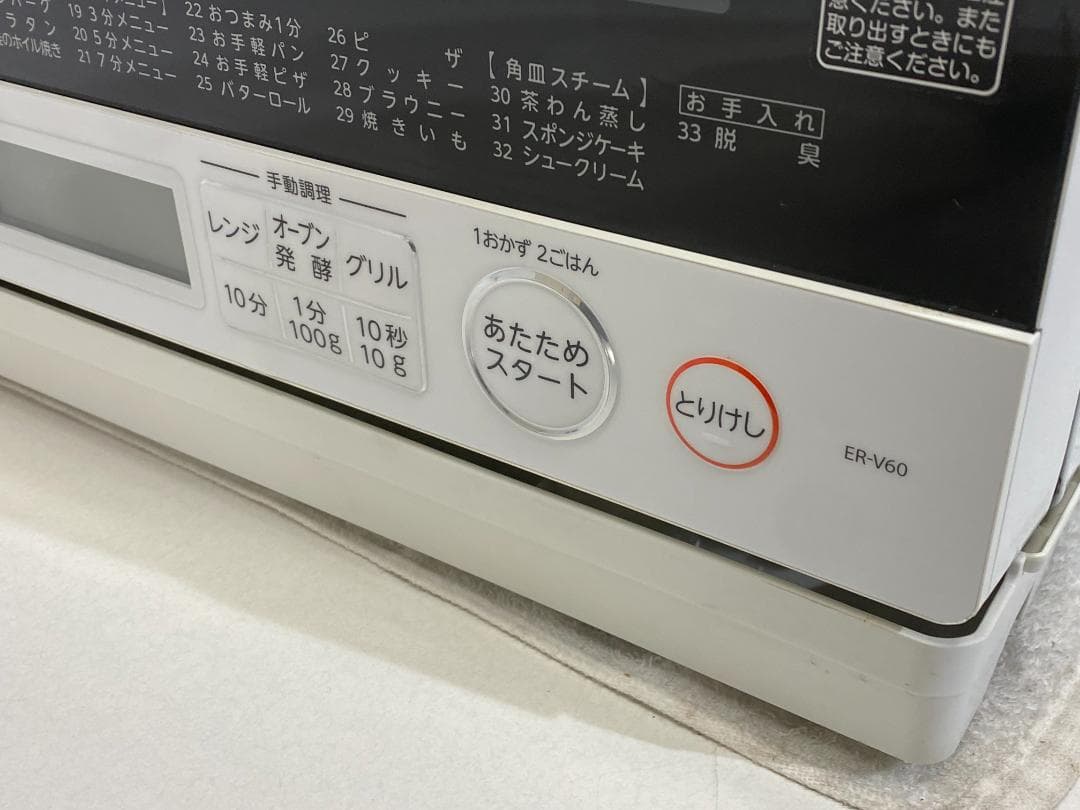 19 3分メニュー
ラタン 20 5分メニュー
のホイル焼き 21 7分メニュー
22 おつまみ1分
23 お手軽パン
24 お手軽ピザ
25 バターロール
26 ピザ
27 クッキー
28 ブラウニー
29 焼きいも
【角皿スチーム】
30 茶わん蒸し
31 スポンジケーキ
32 シュークリーム
お手入れ
33 脱臭
意ください。また
取り出すときにも
ご注意ください。
手動調理
レンジ
オーブン
発酵
グリル
10分
1分
100g
10秒
10g
1おかず 2ごはん
あたため
スタート
とりけし
ER-V60